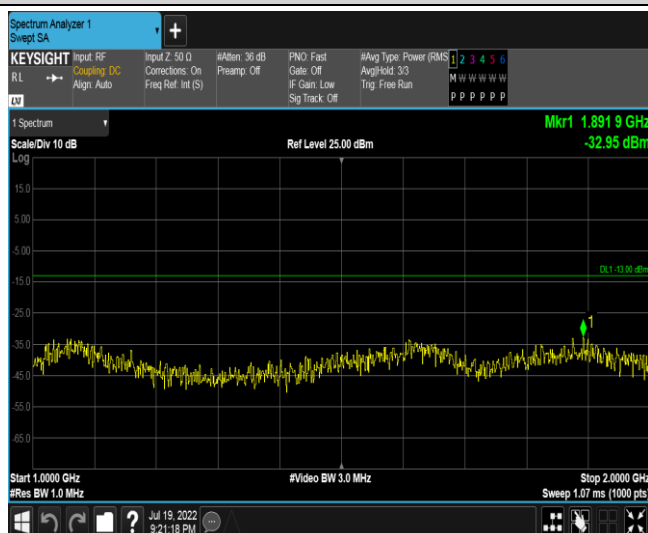 Spectrum Analyzer 1
Swept SA
+
KEYSIGHT
RL
Input: RF
Coupling: DC
Align: Auto
Input Z: 50 Ω
Corrections: On
Freq Ref: Int (S)
#Atten: 36 dB
Preamp: Off
PNO: Fast
Gate: Off
IF Gain: Low
Sig Track: Off
#Avg Type: Power (RMS
Avg|Hold: 3/3
Trig: Free Run
1 2 3 4 5 6
M W W W W W
P P P P P P
LXI
1 Spectrum
Mkr1 1.891 9 GHz
Scale/Div 10 dB
Ref Level 25.00 dBm
-32.95 dBm
Log
15.0
5.00
-5.00
DL1 -13.00 dBm
-15.0
-25.0
1
-35.0
-45.0
-55.0
-65.0
Start 1.0000 GHz
#Video BW 3.0 MHz
Stop 2.0000 GHz
#Res BW 1.0 MHz
Sweep 1.07 ms (1000 pts)
?
Jul 19, 2022
9:21:18 PM